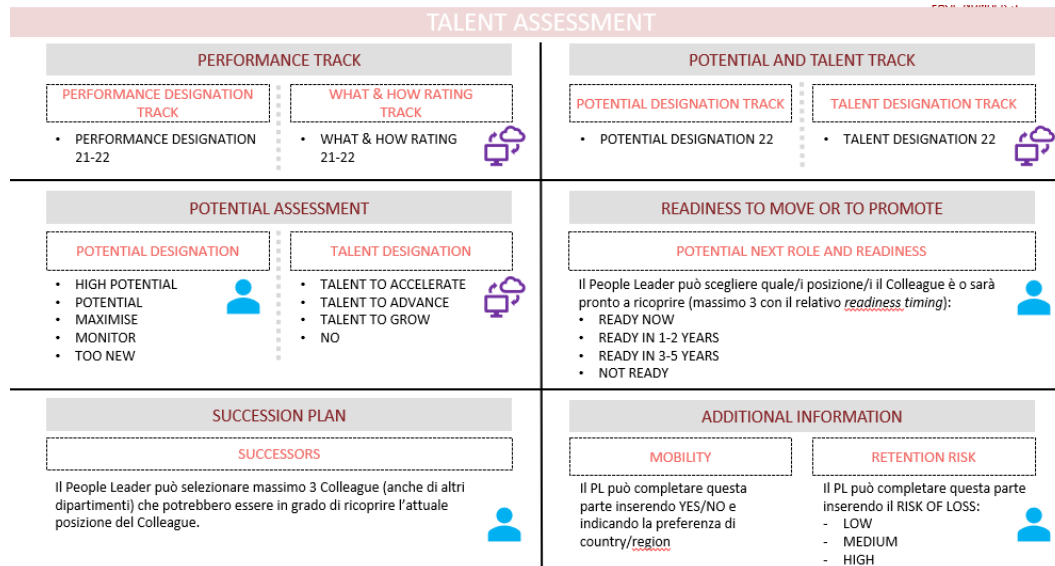 TALENT ASSESSMENT
PERFORMANCE TRACK
PERFORMANCE DESIGNATION
TRACK
• PERFORMANCE DESIGNATION
21-22
WHAT & HOW RATING
TRACK
• WHAT & HOW RATING
21-22
POTENTIAL AND TALENT TRACK
POTENTIAL DESIGNATION TRACK
• POTENTIAL DESIGNATION 22
TALENT DESIGNATION TRACK
• TALENT DESIGNATION 22
POTENTIAL ASSESSMENT
POTENTIAL DESIGNATION
• HIGH POTENTIAL
• POTENTIAL
• MAXIMISE
• MONITOR
• TOO NEW
TALENT DESIGNATION
• TALENT TO ACCELERATE
• TALENT TO ADVANCE
• TALENT TO GROW
• NO
READINESS TO MOVE OR TO PROMOTE
POTENTIAL NEXT ROLE AND READINESS
Il People Leader può scegliere quale/i posizione/i il Colleague è o sarà
pronto a ricoprire (massimo 3 con il relativo readiness timing):
• READY NOW
• READY IN 1-2 YEARS
• READY IN 3-5 YEARS
• NOT READY
SUCCESSION PLAN
SUCCESSORS
Il People Leader può selezionare massimo 3 Colleague (anche di altri
dipartimenti) che potrebbero essere in grado di ricoprire l'attuale
posizione del Colleague.
ADDITIONAL INFORMATION
MOBILITY
Il PL può completare questa
parte inserendo YES/NO e
indicando la preferenza di
country/region
RETENTION RISK
Il PL può completare questa parte
inserendo il RISK OF LOSS:
- LOW
- MEDIUM
- HIGH